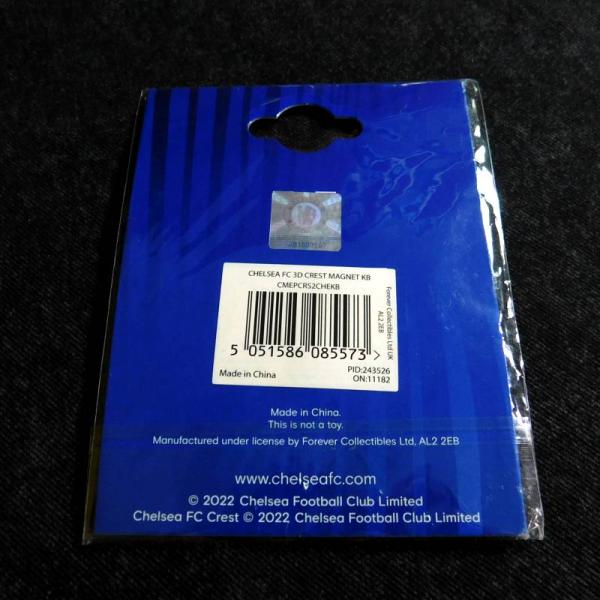 CHELSEA FC 3D CREST MAGNET KB
CMEPCRS2CHEKB
Forever Collectibles Ltd UK
AL2 2EB
5 051586 085573 >
Made in China
PID:243526
ON:11182
Made in China.
This is not a toy.
Manufactured under license by Forever Collectibles Ltd, AL2 2EB
www.chelseafc.com
© 2022 Chelsea Football Club Limited
Chelsea FC Crest © 2022 Chelsea Football Club Limited